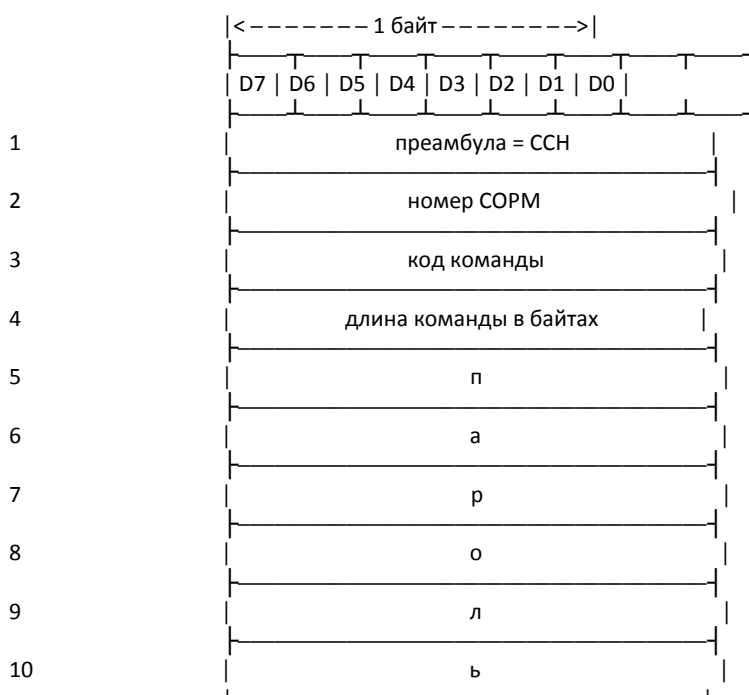 |< – – – – – – – 1 байт – – – – – – – –>|
| D7 | D6 | D5 | D4 | D3 | D2 | D1 | D0 |
1 | преамбула = ССН |
2 | номер СОРМ |
3 | код команды |
4 | длина команды в байтах |
5 | п |
6 | а |
7 | р |
8 | о |
9 | л |
10 | ь |